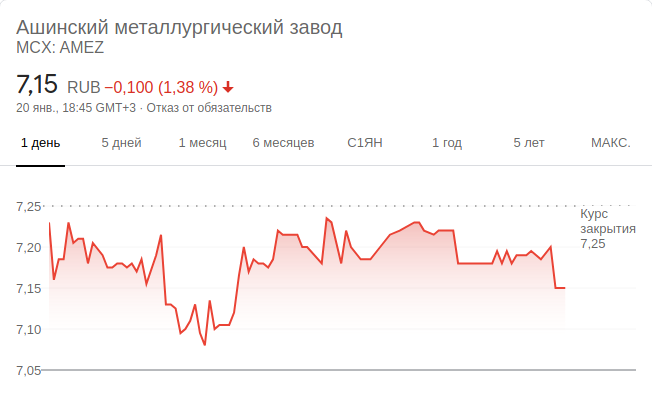 Ашинский металлургический завод
MCX: AMEZ
7,15 RUB −0,100 (1,38 %)
20 янв., 18:45 GMT+3 · Отказ от обязательств
1 день 5 дней 1 месяц 6 месяцев С1ЯН 1 год 5 лет МАКС.
7,25
Курс
закрытия
7,25
7,20
7,15
7,10
7,05